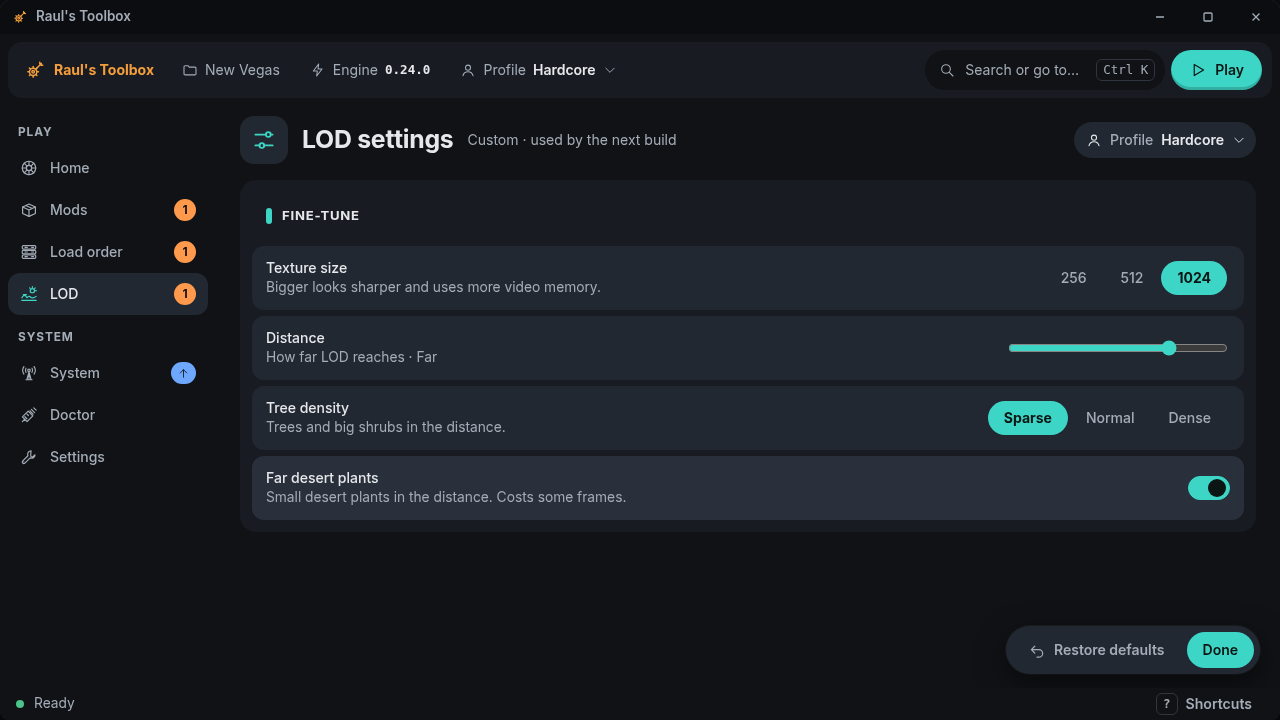 Raul's Toolbox
Raul's Toolbox
New Vegas
Engine 0.24.0
Profile Hardcore
Search or go to...
Ctrl K
Play
PLAY
Home
Mods 1
Load order 1
LOD 1
SYSTEM
System
Doctor
Settings
LOD settings
Custom · used by the next build
Profile Hardcore
FINE-TUNE
Texture size
Bigger looks sharper and uses more video memory.
256 512 1024
Distance
How far LOD reaches · Far
Tree density
Trees and big shrubs in the distance.
Sparse Normal Dense
Far desert plants
Small desert plants in the distance. Costs some frames.
Restore defaults
Done
Ready
? Shortcuts